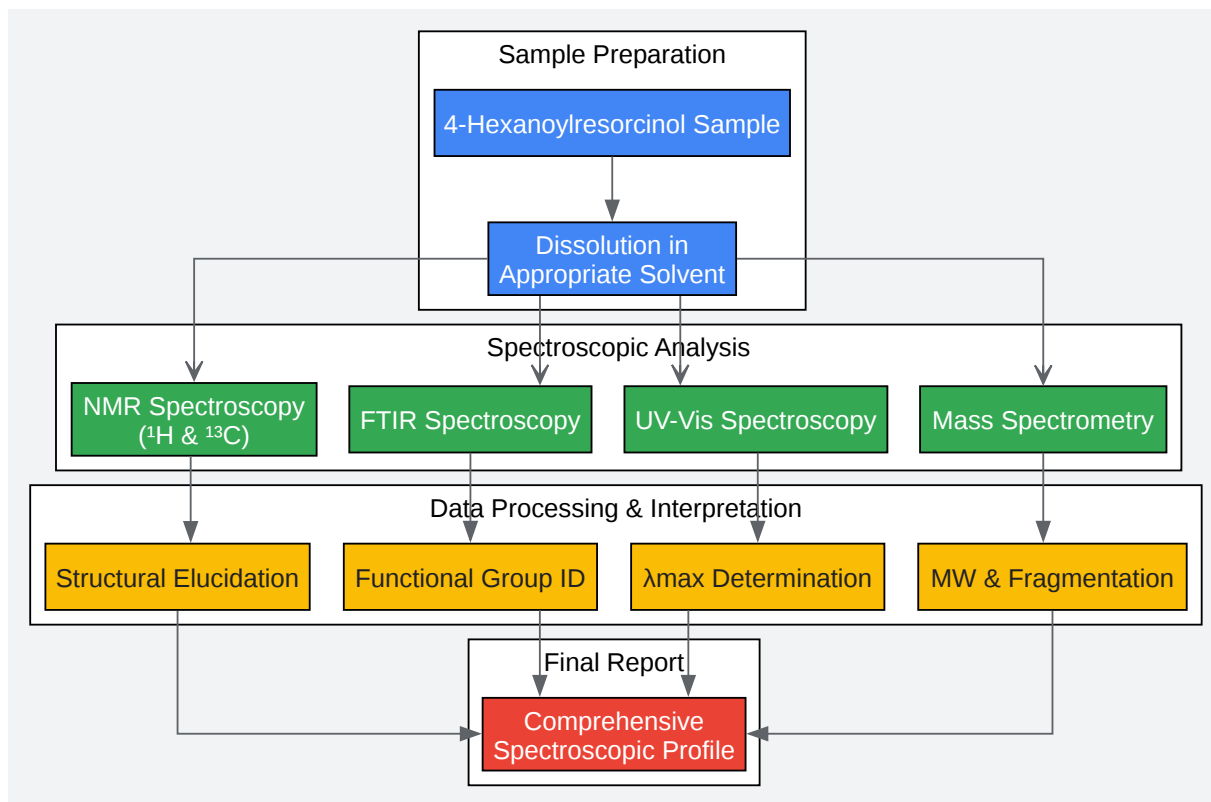 Sample Preparation
4-Hexanoylresorcinol Sample
Dissolution in
Appropriate Solvent
Spectroscopic Analysis
NMR Spectroscopy
(¹H & ¹³C)
FTIR Spectroscopy
UV-Vis Spectroscopy
Mass Spectrometry
Data Processing & Interpretation
Structural Elucidation
Functional Group ID
λmax Determination
MW & Fragmentation
Final Report
Comprehensive
Spectroscopic Profile